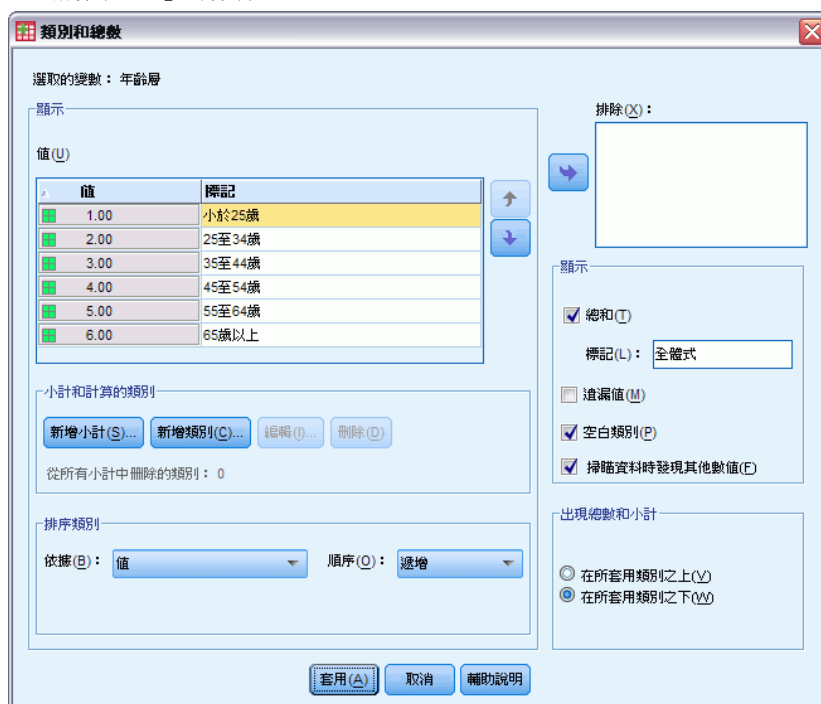 類別和總數
選取的變數：年齡層
顯示
值(U)
值 標記
1.00 小於25歲
2.00 25至34歲
3.00 35至44歲
4.00 45至54歲
5.00 55至64歲
6.00 65歲以上
小計和計算的類別
新增小計(S)... 新增類別(C)... 編輯(I)... 刪除(D)
從所有小計中刪除的類別：0
排序類別
依據(B)： 值 順序(O)： 遞增
排除(X)：
顯示
總和(T)
標記(L)： 全體式
遺漏值(M)
空白類別(P)
掃瞄資料時發現其他數值(F)
出現總數和小計
在所套用類別之上(V)
在所套用類別之下(W)
套用(A) 取消 輔助說明